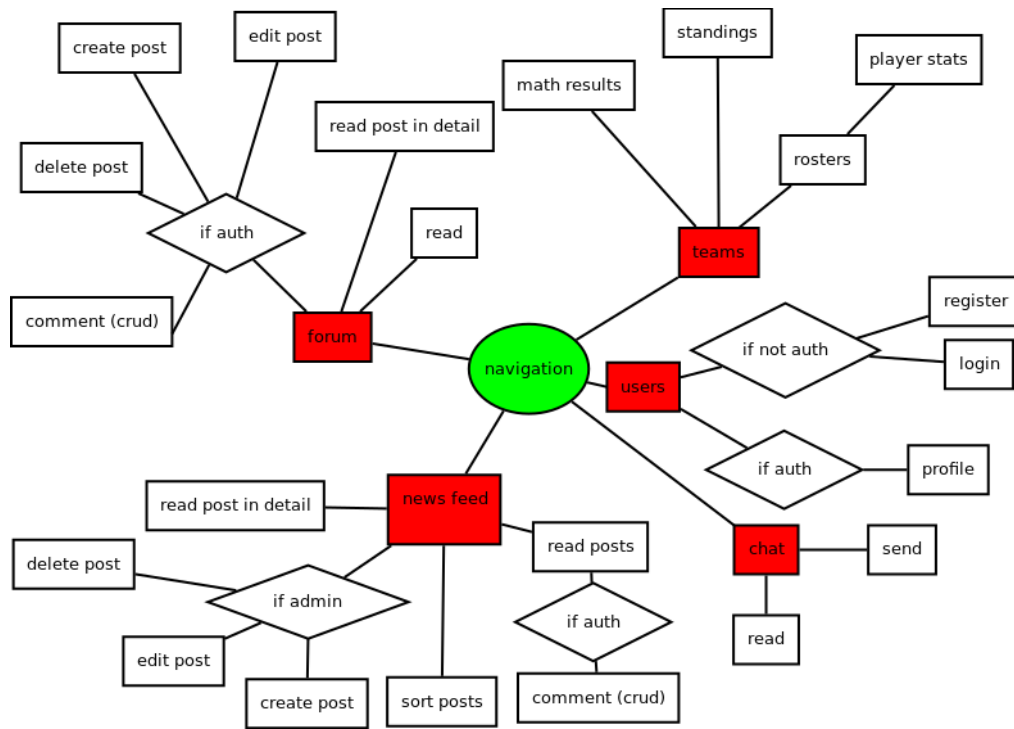 standings
edit post
create post
player stats
math results
read post in detail
delete post
rosters
if auth
read
teams
register
comment (crud)
forum
if not auth
login
navigation
users
if auth
profile
news feed
read post in detail
read posts
chat
send
delete post
if admin
if auth
read
edit post
create post
sort posts
comment (crud)